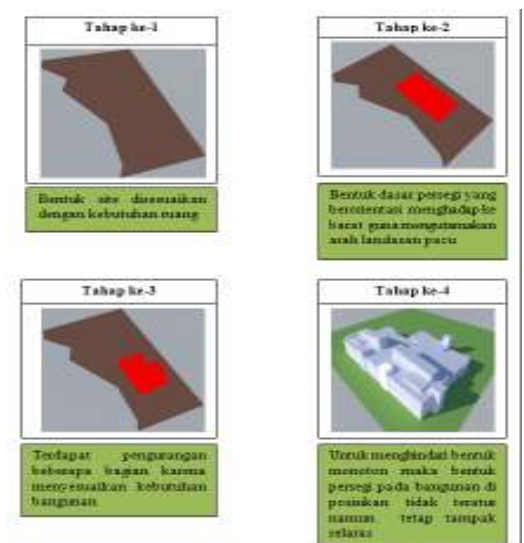 Tahap ke-1
Bentuk site disesuaikan
dengan kebutuhan ruang
Tahap ke-2
Bentuk dasar persegi yang
berorientasi menghadap ke
barat guna mengutamakan
arah landasan pacu
Tahap ke-3
Terdapat pengurangan
beberapa bagian karena
menyesuaikan kebutuhan
bangunan
Tahap ke-4
Untuk menghindari bentuk
monoton maka bentuk
persegi pada bangunan di
posisikan tidak teratur
namun tetap tampak
selaras